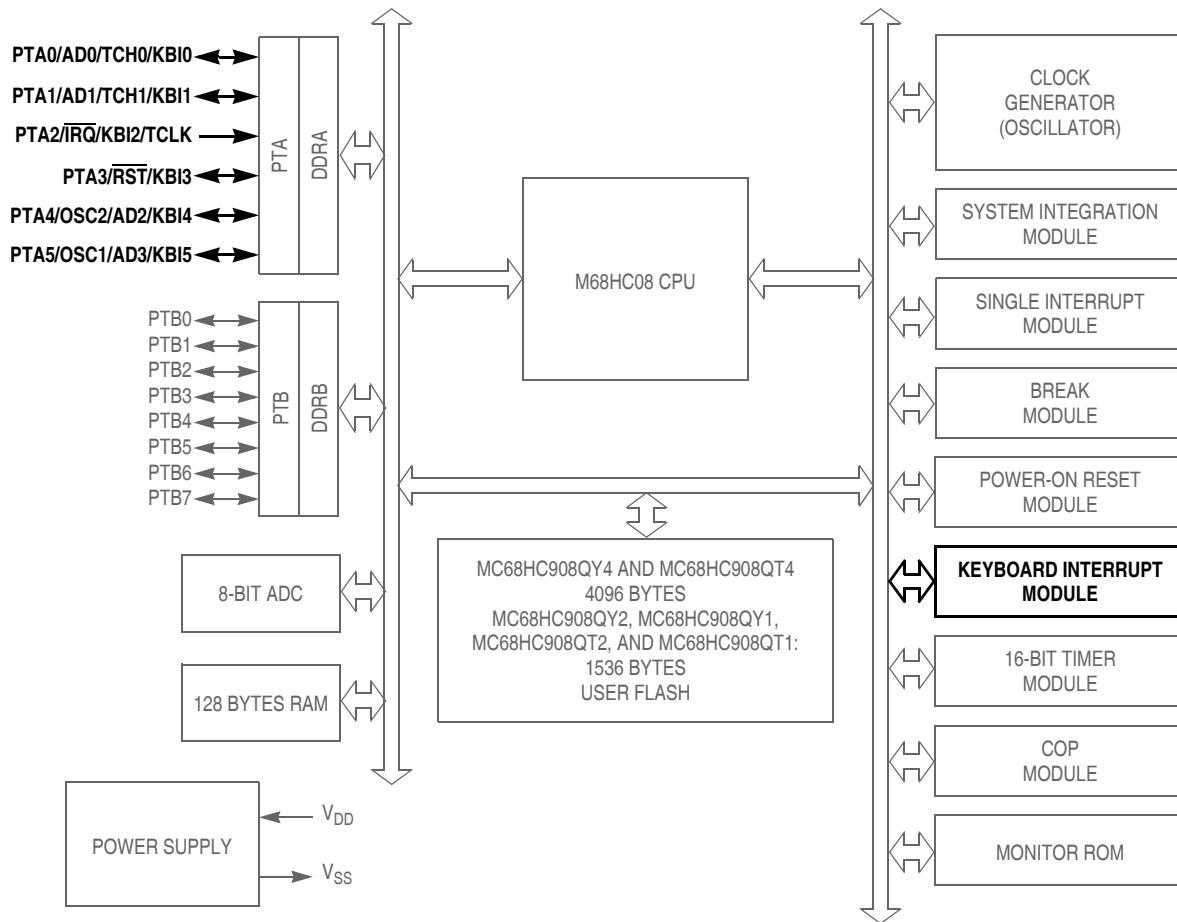 PTA0/AD0/TCH0/KBI0
PTA1/AD1/TCH1/KBI1
PTA2/IRQ/KBI2/TCLK
PTA3/RST/KBI3
PTA4/OSC2/AD2/KBI4
PTA5/OSC1/AD3/KBI5
PTA
DDRA
PTB0
PTB1
PTB2
PTB3
PTB4
PTB5
PTB6
PTB7
PTB
DDRB
8-BIT ADC
128 BYTES RAM
POWER SUPPLY
VDD
VSS
M68HC08 CPU
MC68HC908QY4 AND MC68HC908QT4
4096 BYTES
MC68HC908QY2, MC68HC908QY1,
MC68HC908QT2, AND MC68HC908QT1:
1536 BYTES
USER FLASH
CLOCK
GENERATOR
(OSCILLATOR)
SYSTEM INTEGRATION
MODULE
SINGLE INTERRUPT
MODULE
BREAK
MODULE
POWER-ON RESET
MODULE
KEYBOARD INTERRUPT
MODULE
16-BIT TIMER
MODULE
COP
MODULE
MONITOR ROM